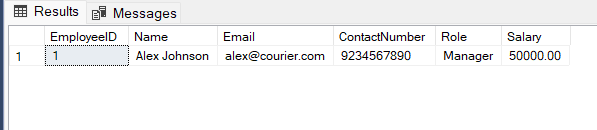 Results Messages
EmployeeID Name Email ContactNumber Role Salary
1 1 Alex Johnson alex@courier.com 9234567890 Manager 50000.00